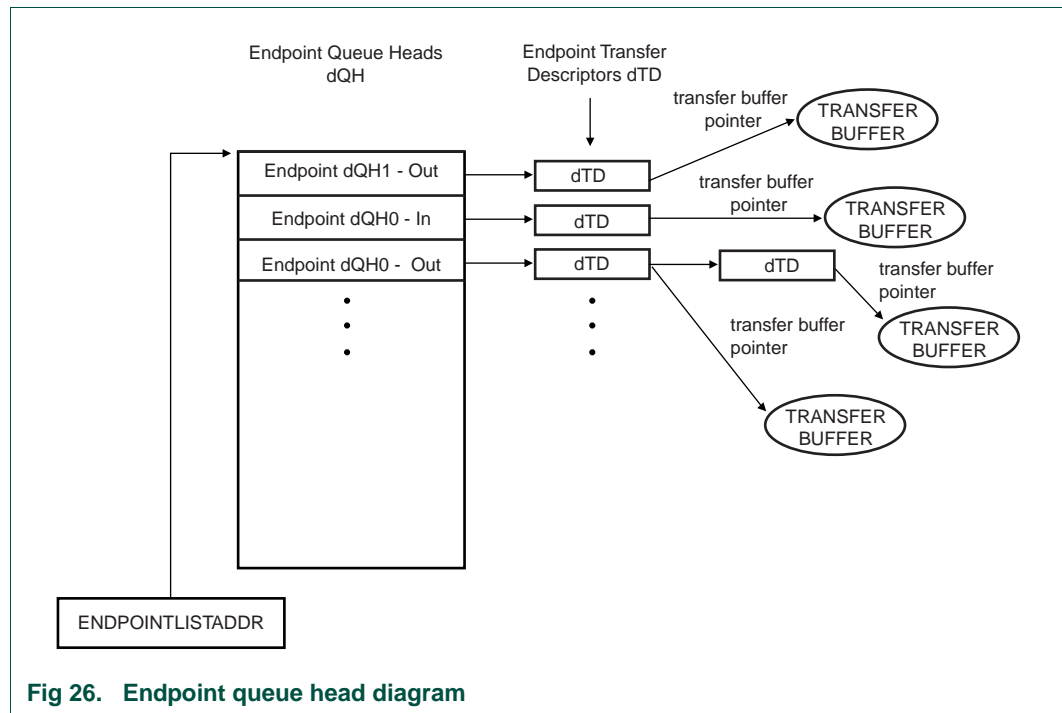 Endpoint Queue Heads
dQH
Endpoint Transfer
Descriptors dTD
transfer buffer
pointer
TRANSFER
BUFFER
Endpoint dQH1 - Out
dTD
transfer buffer
pointer
TRANSFER
BUFFER
Endpoint dQH0 - In
dTD
Endpoint dQH0 - Out
dTD
dTD
transfer buffer
pointer
TRANSFER
BUFFER
transfer buffer
pointer
TRANSFER
BUFFER
ENDPOINTLISTADDR
Fig 26. Endpoint queue head diagram